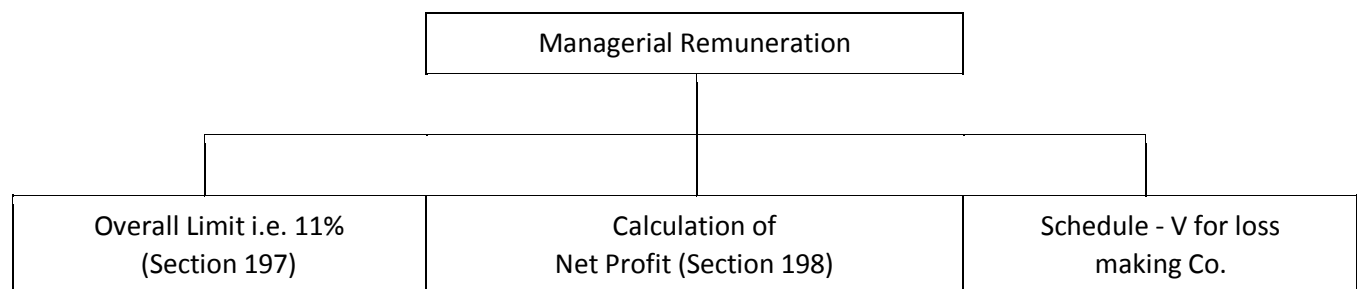 Managerial Remuneration
Overall Limit i.e. 11%
(Section 197)
Calculation of
Net Profit (Section 198)
Schedule - V for loss
making Co.